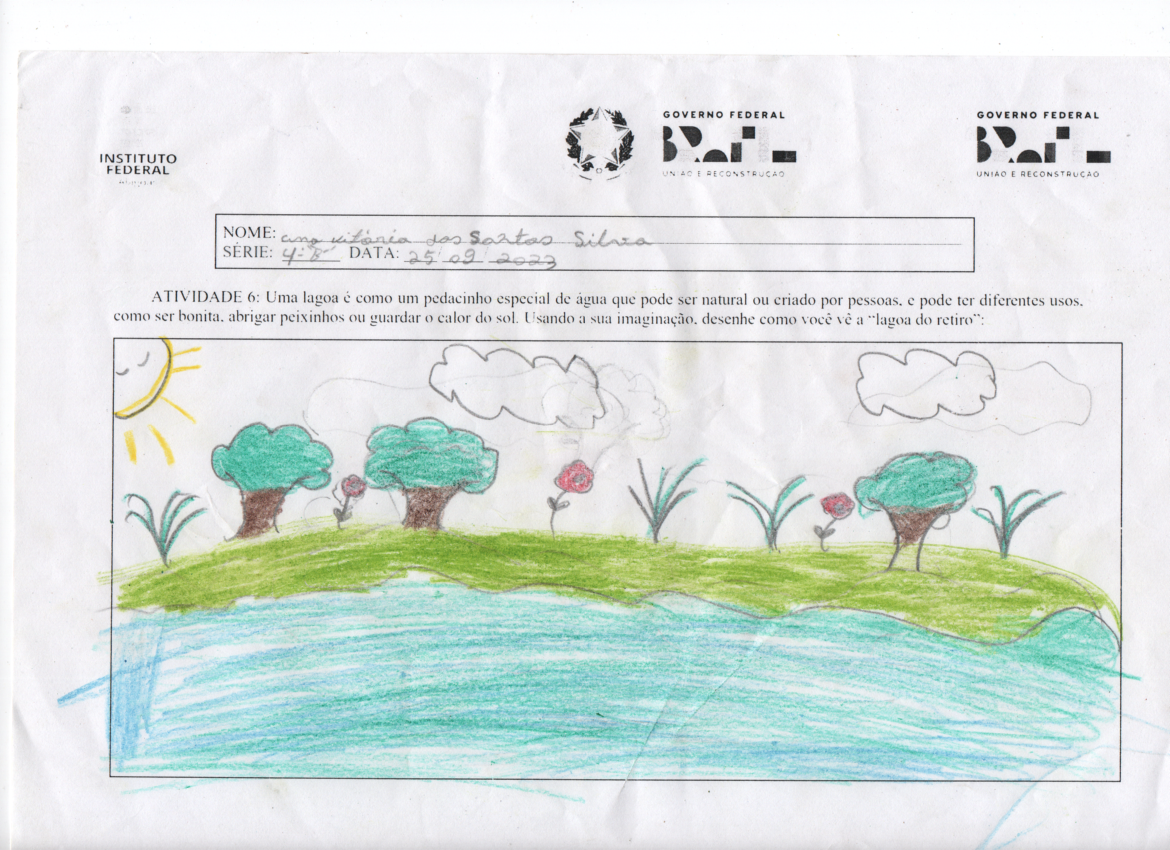 INSTITUTO
FEDERAL
GOVERNO FEDERAL
BRASIL
UNIÃO E RECONSTRUÇÃO
GOVERNO FEDERAL
BRASIL
UNIÃO E RECONSTRUÇÃO
NOME: ana vitória dos Santos Silva
SÉRIE: 4º B DATA: 25 09 2023
ATIVIDADE 6: Uma lagoa é como um pedacinho especial de água que pode ser natural ou criado por pessoas, e pode ter diferentes usos,
como ser bonita, abrigar peixinhos ou guardar o calor do sol. Usando a sua imaginação, desenhe como você vê a "lagoa do retiro":